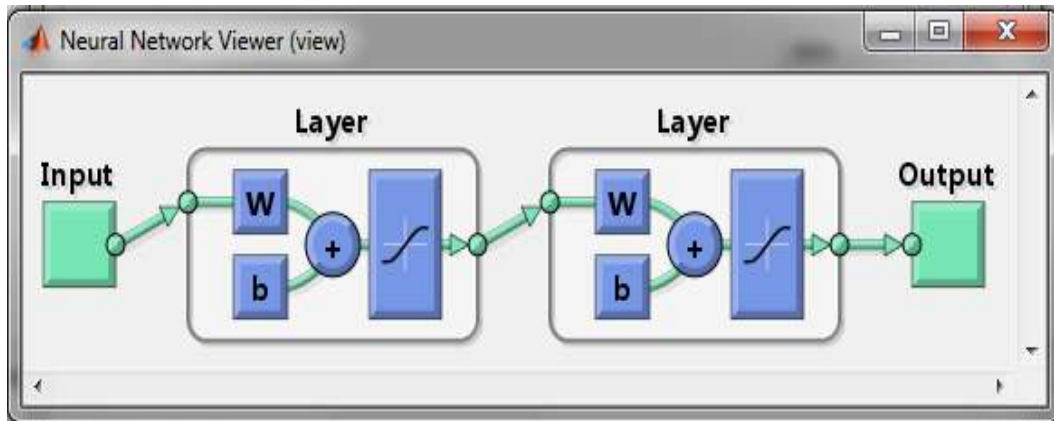 Neural Network Viewer (view)
Layer Layer
Input Output
W W
+ +
b b